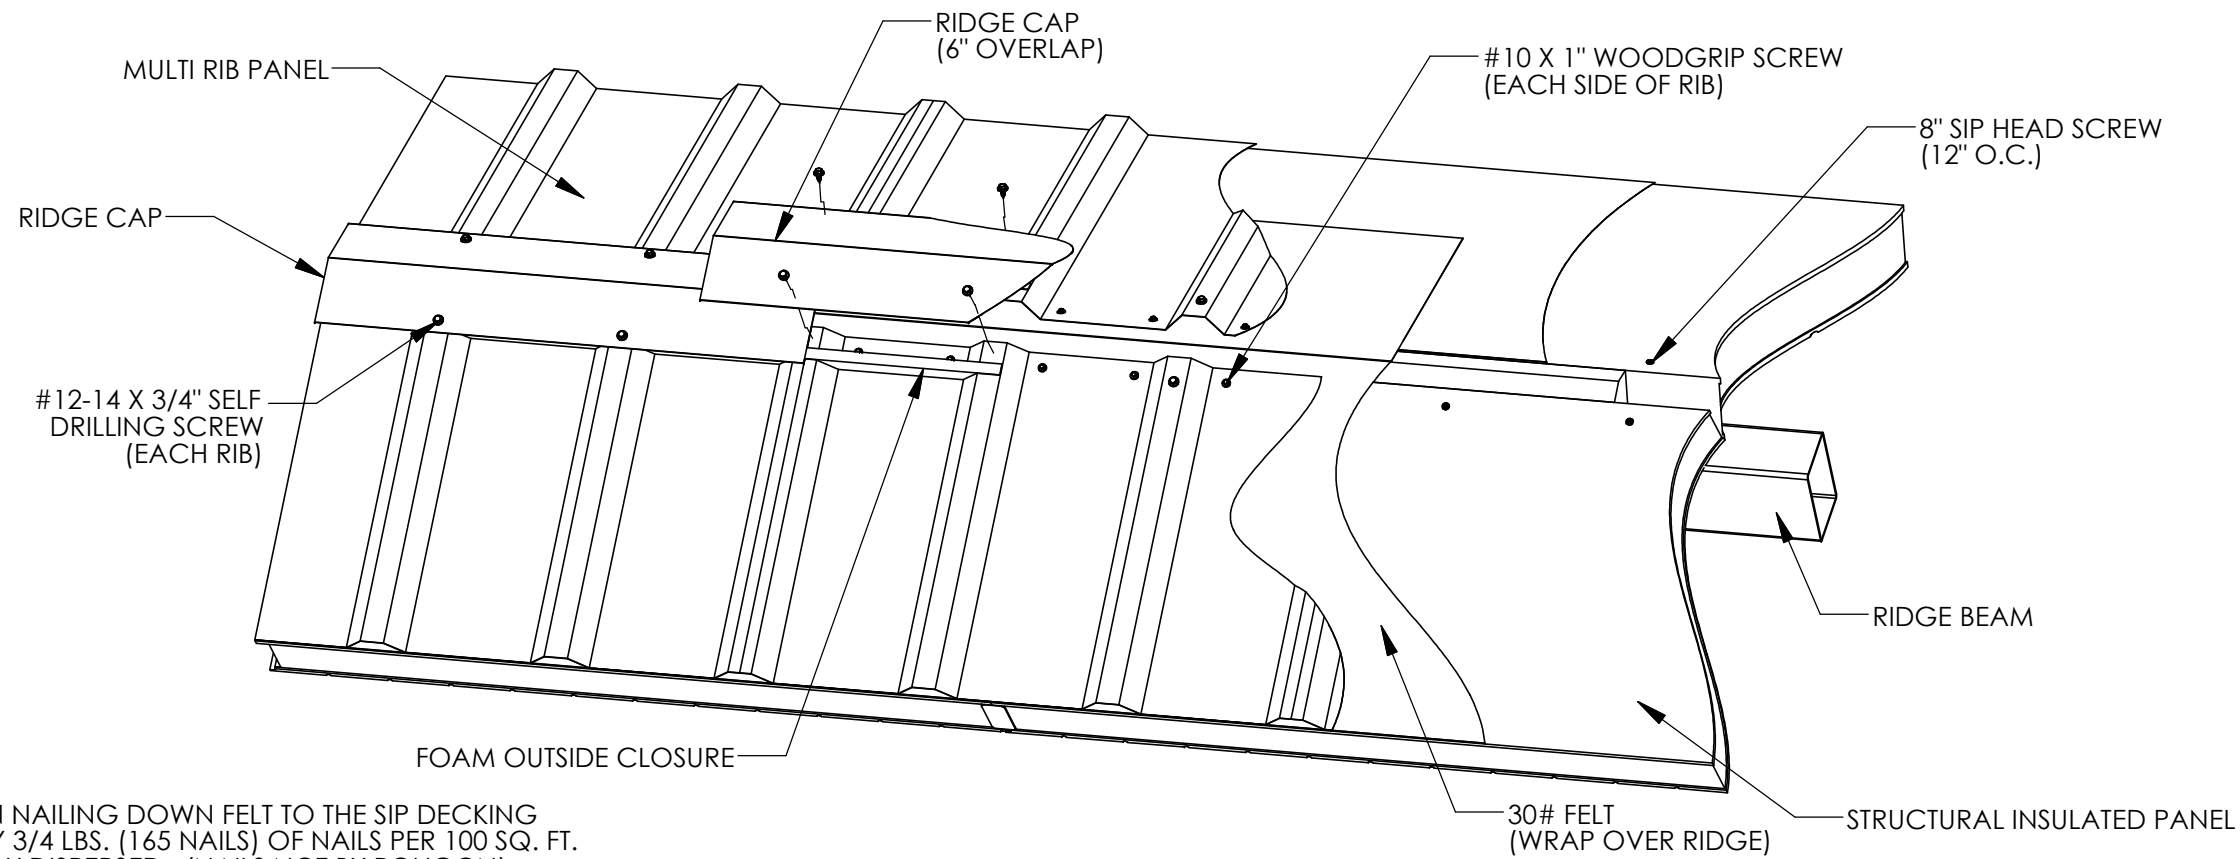 RIDGE CAP
(6" OVERLAP)
MULTI RIB PANEL
#10 X 1" WOODGRIP SCREW
(EACH SIDE OF RIB)
8" SIP HEAD SCREW
(12" O.C.)
RIDGE CAP
#12-14 X 3/4" SELF
DRILLING SCREW
(EACH RIB)
RIDGE BEAM
FOAM OUTSIDE CLOSURE
30# FELT
(WRAP OVER RIDGE)
STRUCTURAL INSULATED PANEL
NAILING DOWN FELT TO THE SIP DECKING
3/4 LBS. (165 NAILS) OF NAILS PER 100 SQ. FT.